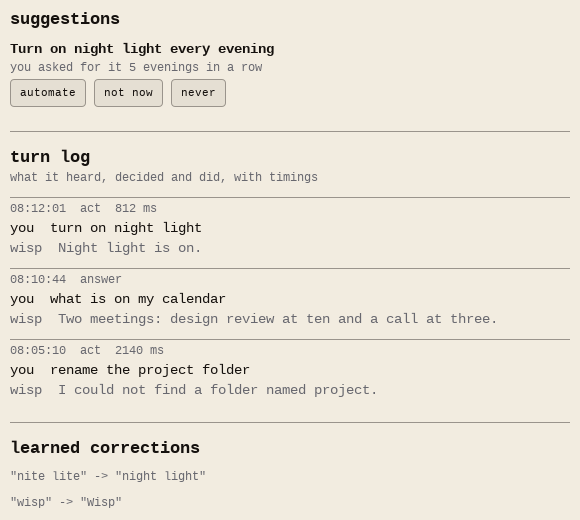 suggestions
Turn on night light every evening
you asked for it 5 evenings in a row
automate not now never
turn log
what it heard, decided and did, with timings
08:12:01 act 812 ms
you turn on night light
wisp Night light is on.
08:10:44 answer
you what is on my calendar
wisp Two meetings: design review at ten and a call at three.
08:05:10 act 2140 ms
you rename the project folder
wisp I could not find a folder named project.
learned corrections
"nite lite" -> "night light"
"wisp" -> "Wisp"